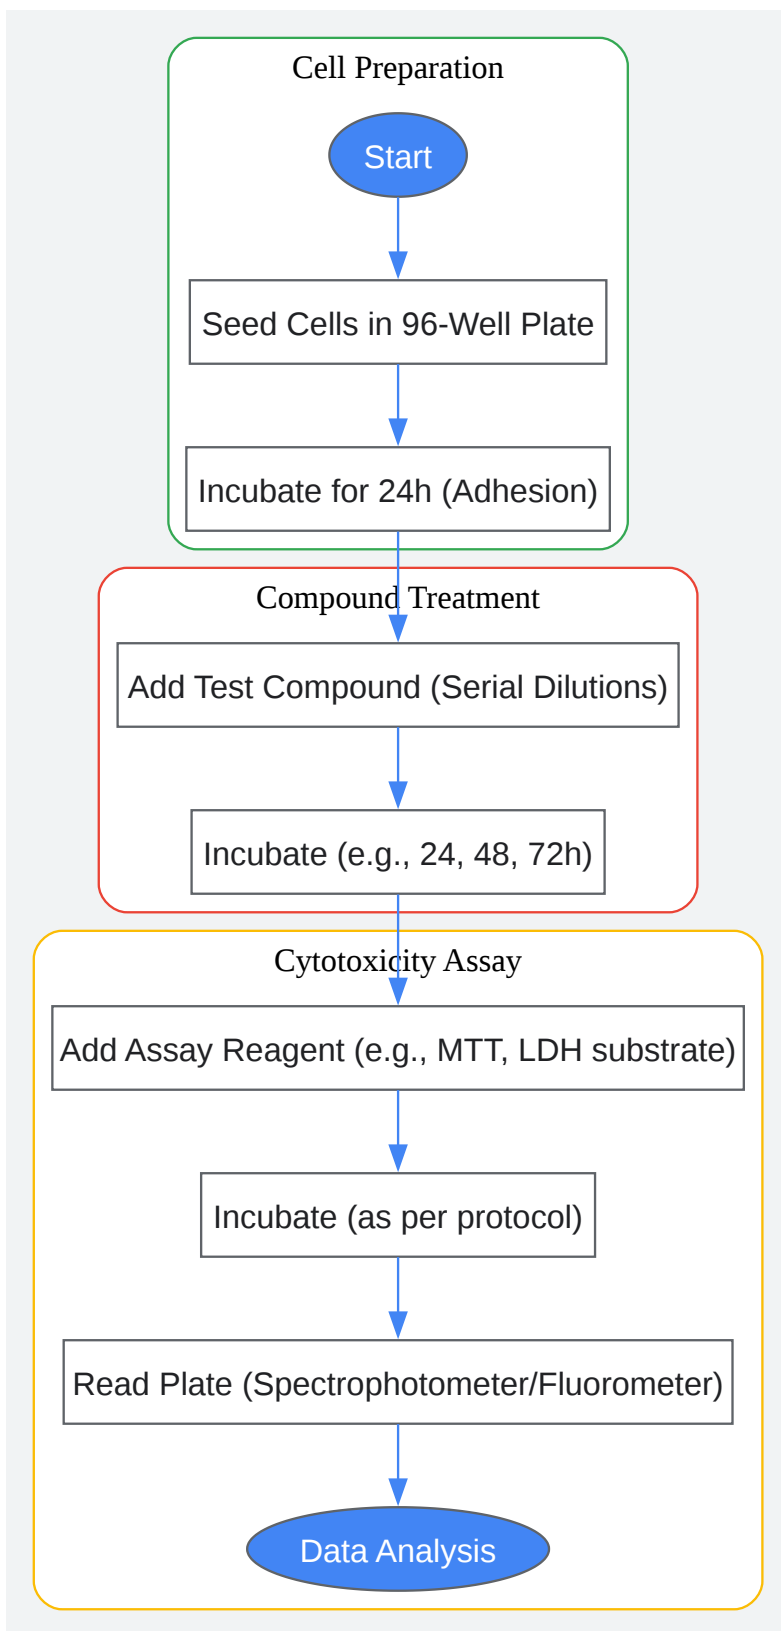 Cell Preparation
Start
Seed Cells in 96-Well Plate
Incubate for 24h (Adhesion)
Compound Treatment
Add Test Compound (Serial Dilutions)
Incubate (e.g., 24, 48, 72h)
Cytotoxicity Assay
Add Assay Reagent (e.g., MTT, LDH substrate)
Incubate (as per protocol)
Read Plate (Spectrophotometer/Fluorometer)
Data Analysis